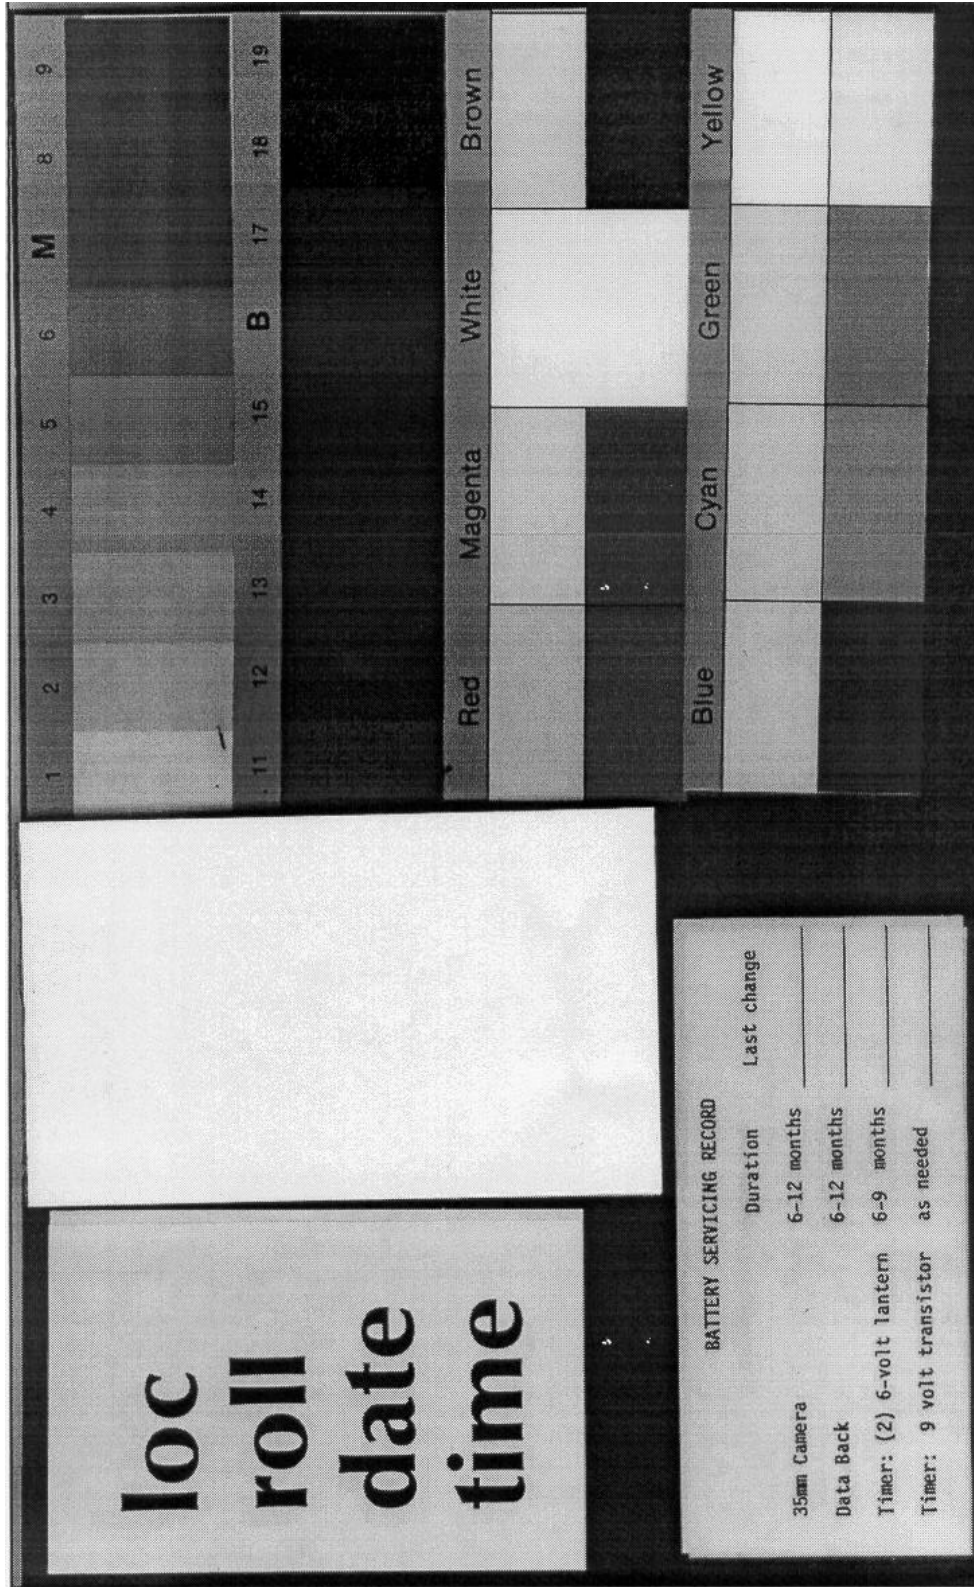 1 2 3 4 5 6 M 8 9
11 12 13 14 15 B 17 18 19
Red Magenta White Brown
Blue Cyan Green Yellow
loc
roll
date
time
BATTERY SERVICING RECORD
Duration Last change
35mm Camera 6-12 months
Data Back 6-12 months
Timer: (2) 6-volt lantern 6-9 months
Timer: 9 volt transistor as needed